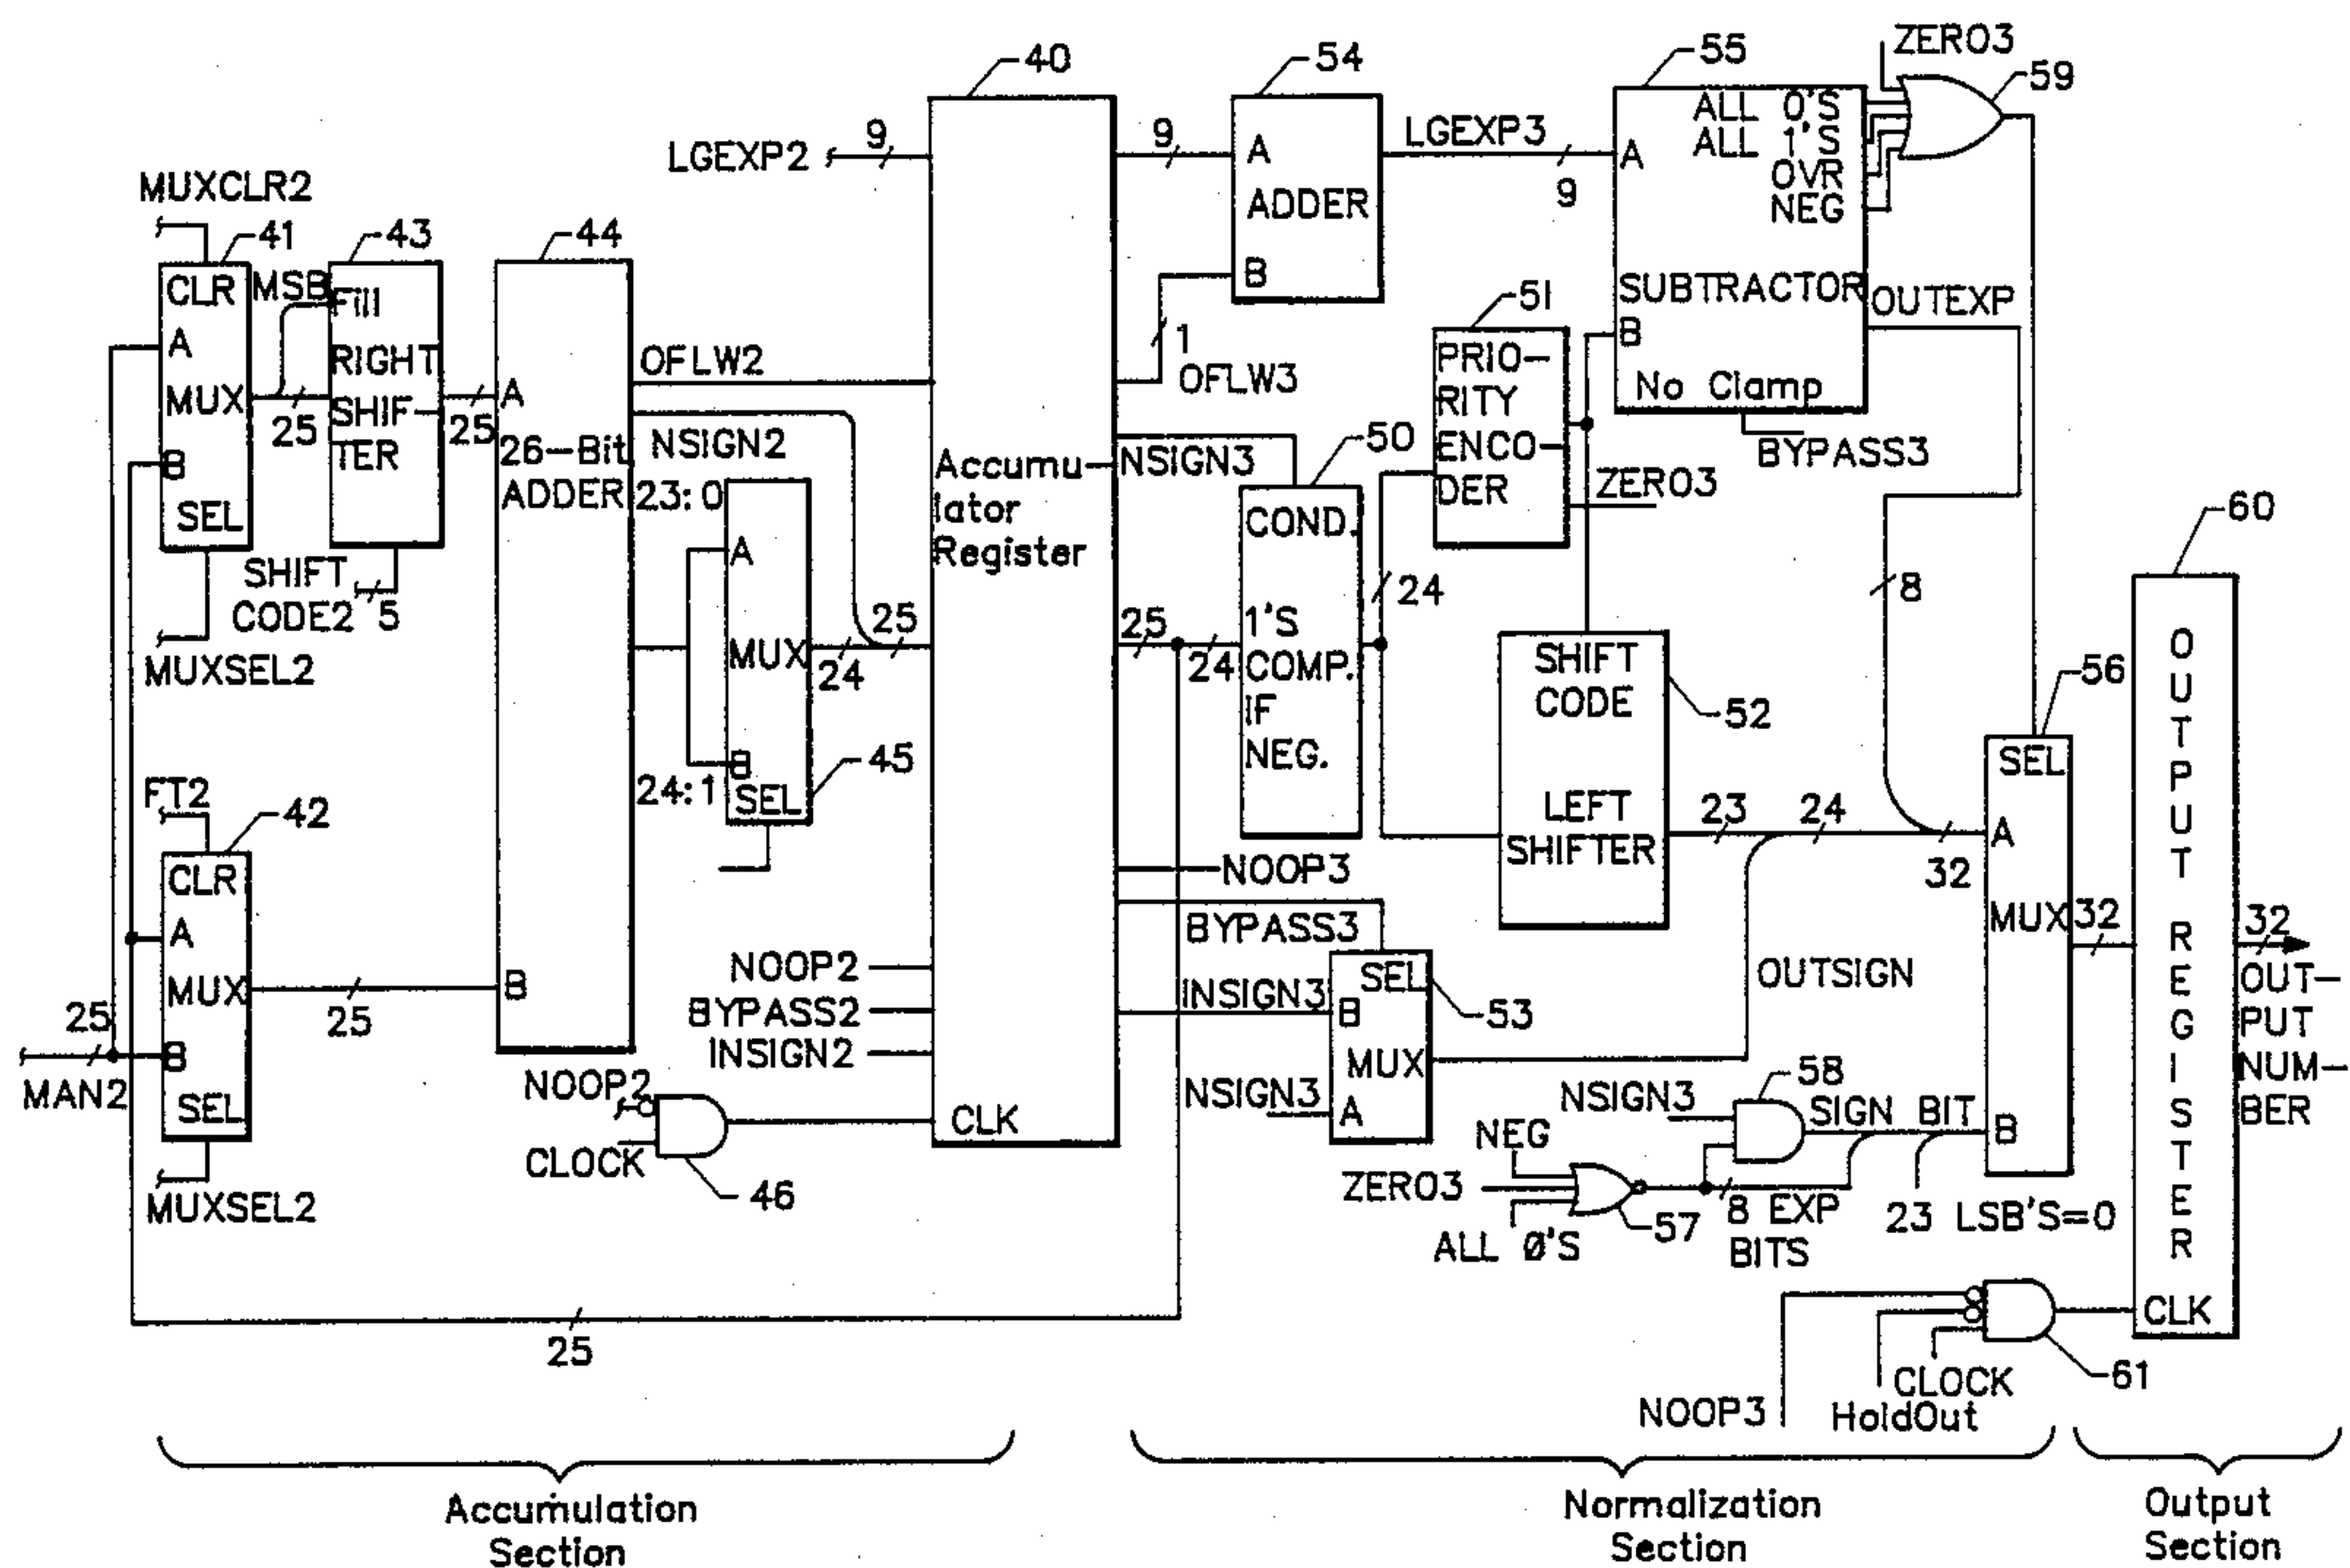 ZERO3
55
40
54
59
ALL 0'S
ALL 1'S
OVR
NEG
9
9
LGEXP3
LGEXP2
A
A
9
MUXCLR2
ADDER
41
43
44
CLR
MSB
Fill
B
51
SUBTRACTOR
OUTEXP
A
RIGHT
OFLW2
1
OFLW3
PRIO-
RITY
ENCO-
DER
B
No Clamp
MUX
SHIF-
TER
25
25
A
NSIGN2
26-Bit
ADDER
23:0
Accumu-
lator
Register
NSIGN3
50
BYPASS3
B
SEL
ZERO3
60
COND.
1'S
COMP.
IF
NEG.
A
SHIFT
CODE2
5
24
8
MUXSEL2
MUX
24
25
25
24
SHIFT
CODE
52
56
B
24:1
SEL
45
SEL
FT2
42
LEFT
SHIFTER
23
24
32
A
CLR
NOOP3
A
BYPASS3
MUX
32
32
OUTPUT REGISTER
MUX
25
B
NOOP2
BYPASS2
INSIGN2
INSIGN3
SEL
B
53
OUTSIGN
OUT-
PUT
NUM-
BER
25
B
MAN2
MUX
NSIGN3
A
58
NSIGN3
SIGN BIT
B
SEL
NOOP2
CLK
CLOCK
46
NEG
ZERO3
ALL 0'S
57
8 EXP
BITS
23 LSB'S=0
MUXSEL2
25
CLK
CLOCK
61
NOOP3
HoldOut
Accumulation
Section
Normalization
Section
Output
Section